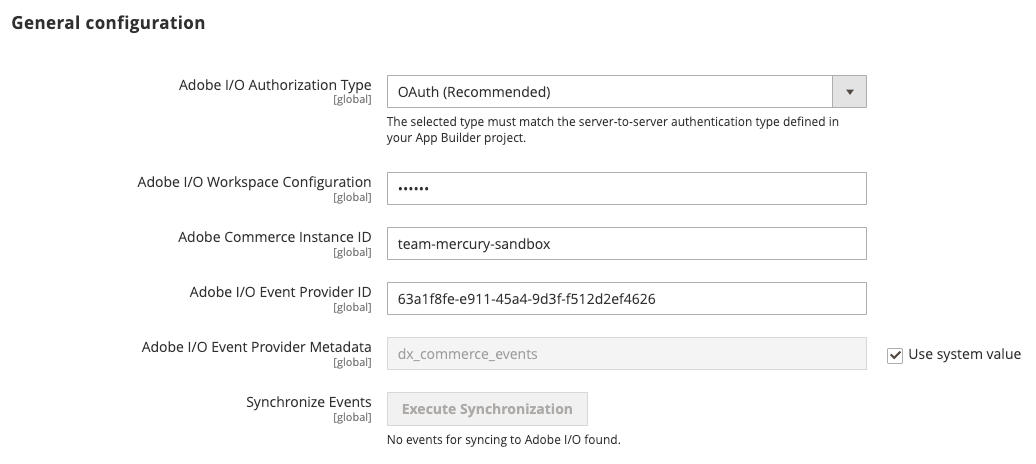 General configuration
Adobe I/O Authorization Type
[global]
OAuth (Recommended)
The selected type must match the server-to-server authentication type defined in
your App Builder project.
Adobe I/O Workspace Configuration
[global]
••••••
Adobe Commerce Instance ID
[global]
team-mercury-sandbox
Adobe I/O Event Provider ID
[global]
63a1f8fe-e911-45a4-9d3f-f512d2ef4626
Adobe I/O Event Provider Metadata
[global]
dx_commerce_events
Use system value
Synchronize Events
[global]
Execute Synchronization
No events for syncing to Adobe I/O found.